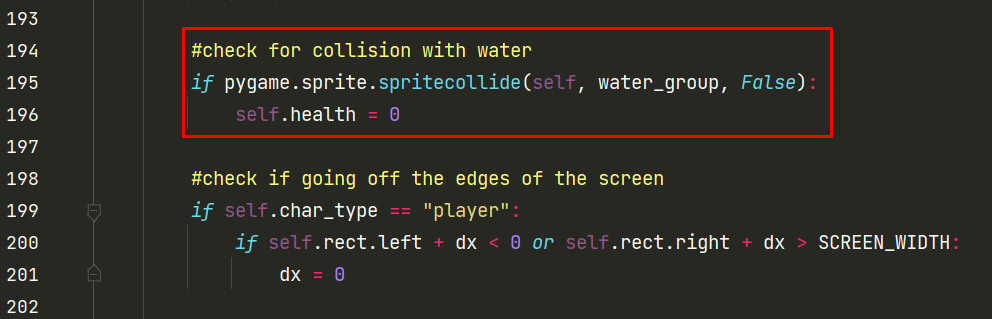 193
194 #check for collision with water
195 if pygame.sprite.spritecollide(self, water_group, False):
196 self.health = 0
197
198 #check if going off the edges of the screen
199 if self.char_type == "player":
200 if self.rect.left + dx < 0 or self.rect.right + dx > SCREEN_WIDTH:
201 dx = 0
202